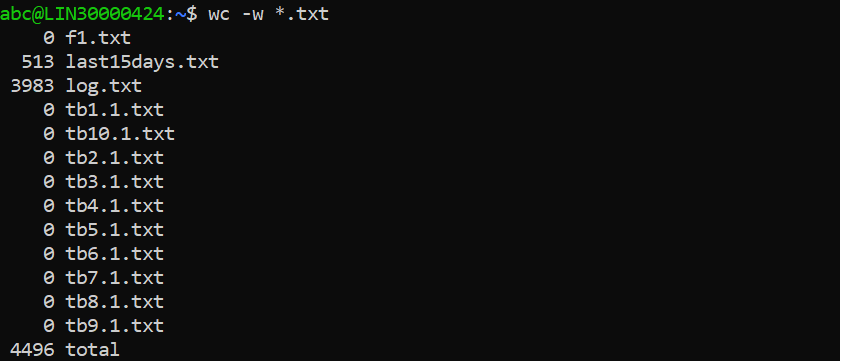 abc@LIN30000424:~$ wc -w *.txt
0 f1.txt
513 last15days.txt
3983 log.txt
0 tb1.1.txt
0 tb10.1.txt
0 tb2.1.txt
0 tb3.1.txt
0 tb4.1.txt
0 tb5.1.txt
0 tb6.1.txt
0 tb7.1.txt
0 tb8.1.txt
0 tb9.1.txt
4496 total